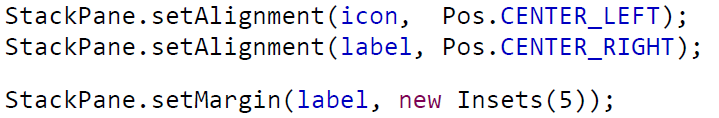 StackPane.setAlignment(icon,  Pos.CENTER_LEFT);
StackPane.setAlignment(label, Pos.CENTER_RIGHT);
StackPane.setMargin(label, new Insets(5));